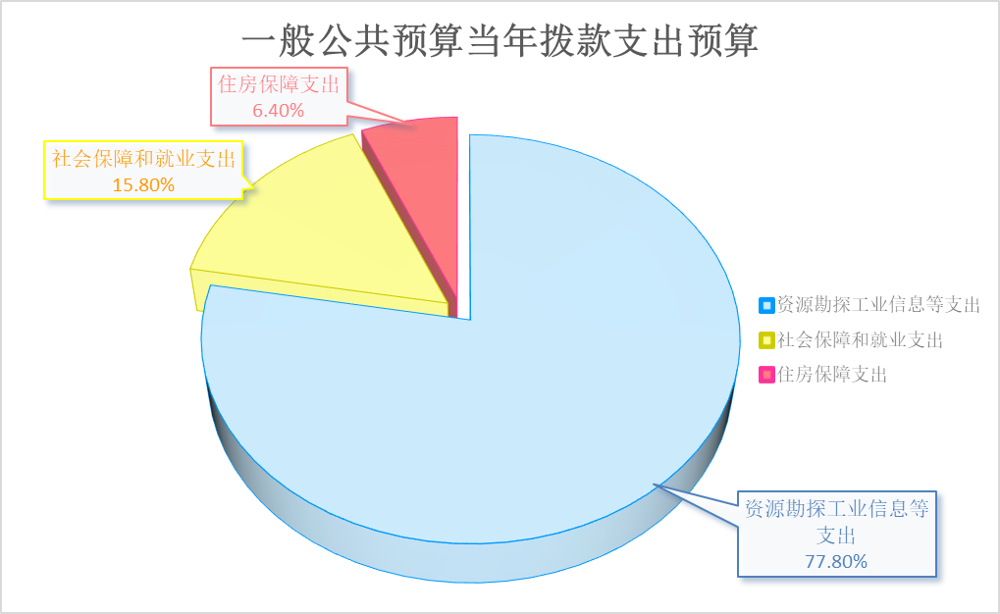 一般公共预算当年拨款支出预算
住房保障支出
6.40%
社会保障和就业支出
15.80%
资源勘探工业信息等支出
社会保障和就业支出
住房保障支出
资源勘探工业信息等
支出
77.80%